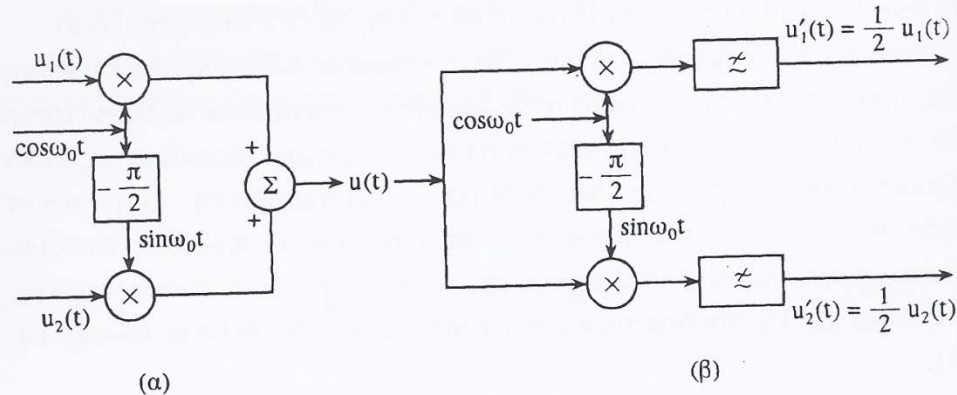 u₁(t)
×
cosω₀t
− π/2
sinω₀t
×
u₂(t)
+
Σ
+
u(t)
(α)
×
cosω₀t
− π/2
sinω₀t
×
≉
u′₁(t) = 1/2 u₁(t)
≉
u′₂(t) = 1/2 u₂(t)
(β)